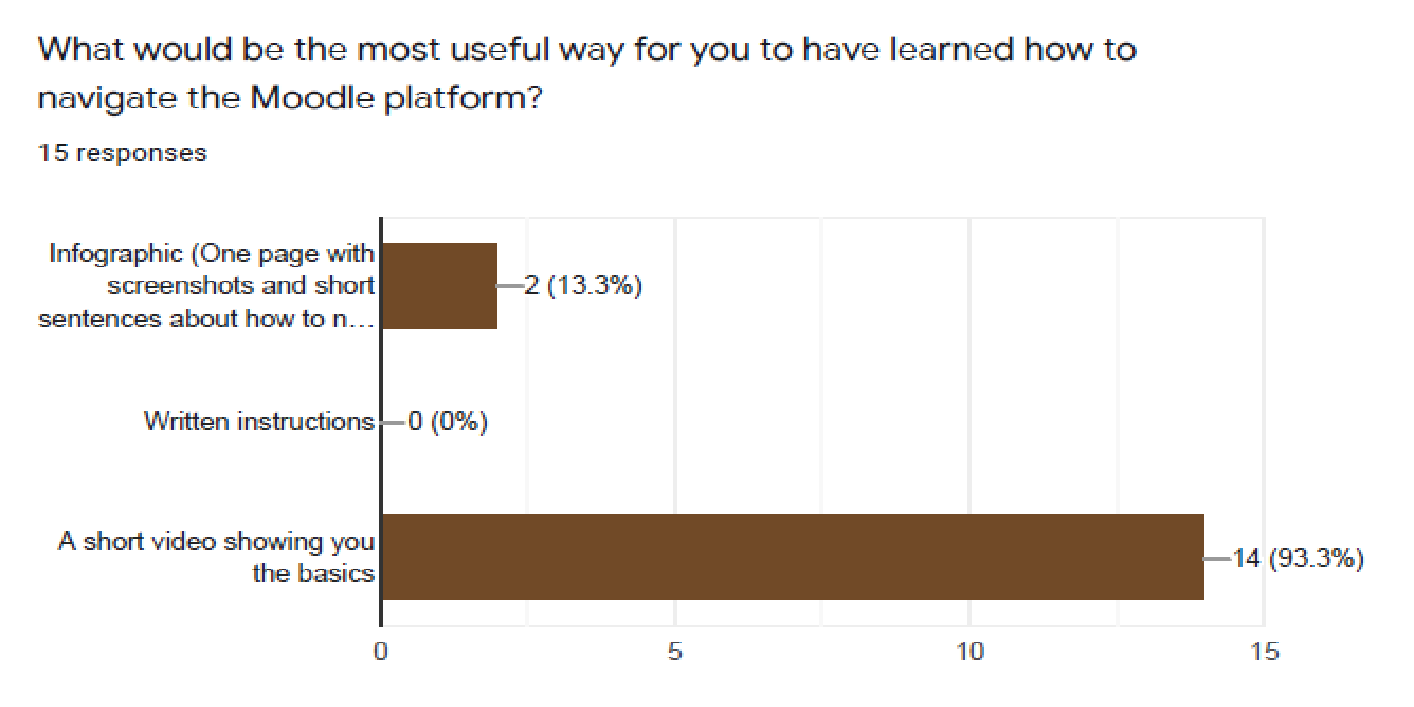 What would be the most useful way for you to have learned how to
navigate the Moodle platform?
15 responses
Infographic (One page with
screenshots and short
sentences about how to n…
2 (13.3%)
Written instructions
0 (0%)
A short video showing you
the basics
14 (93.3%)
0 5 10 15